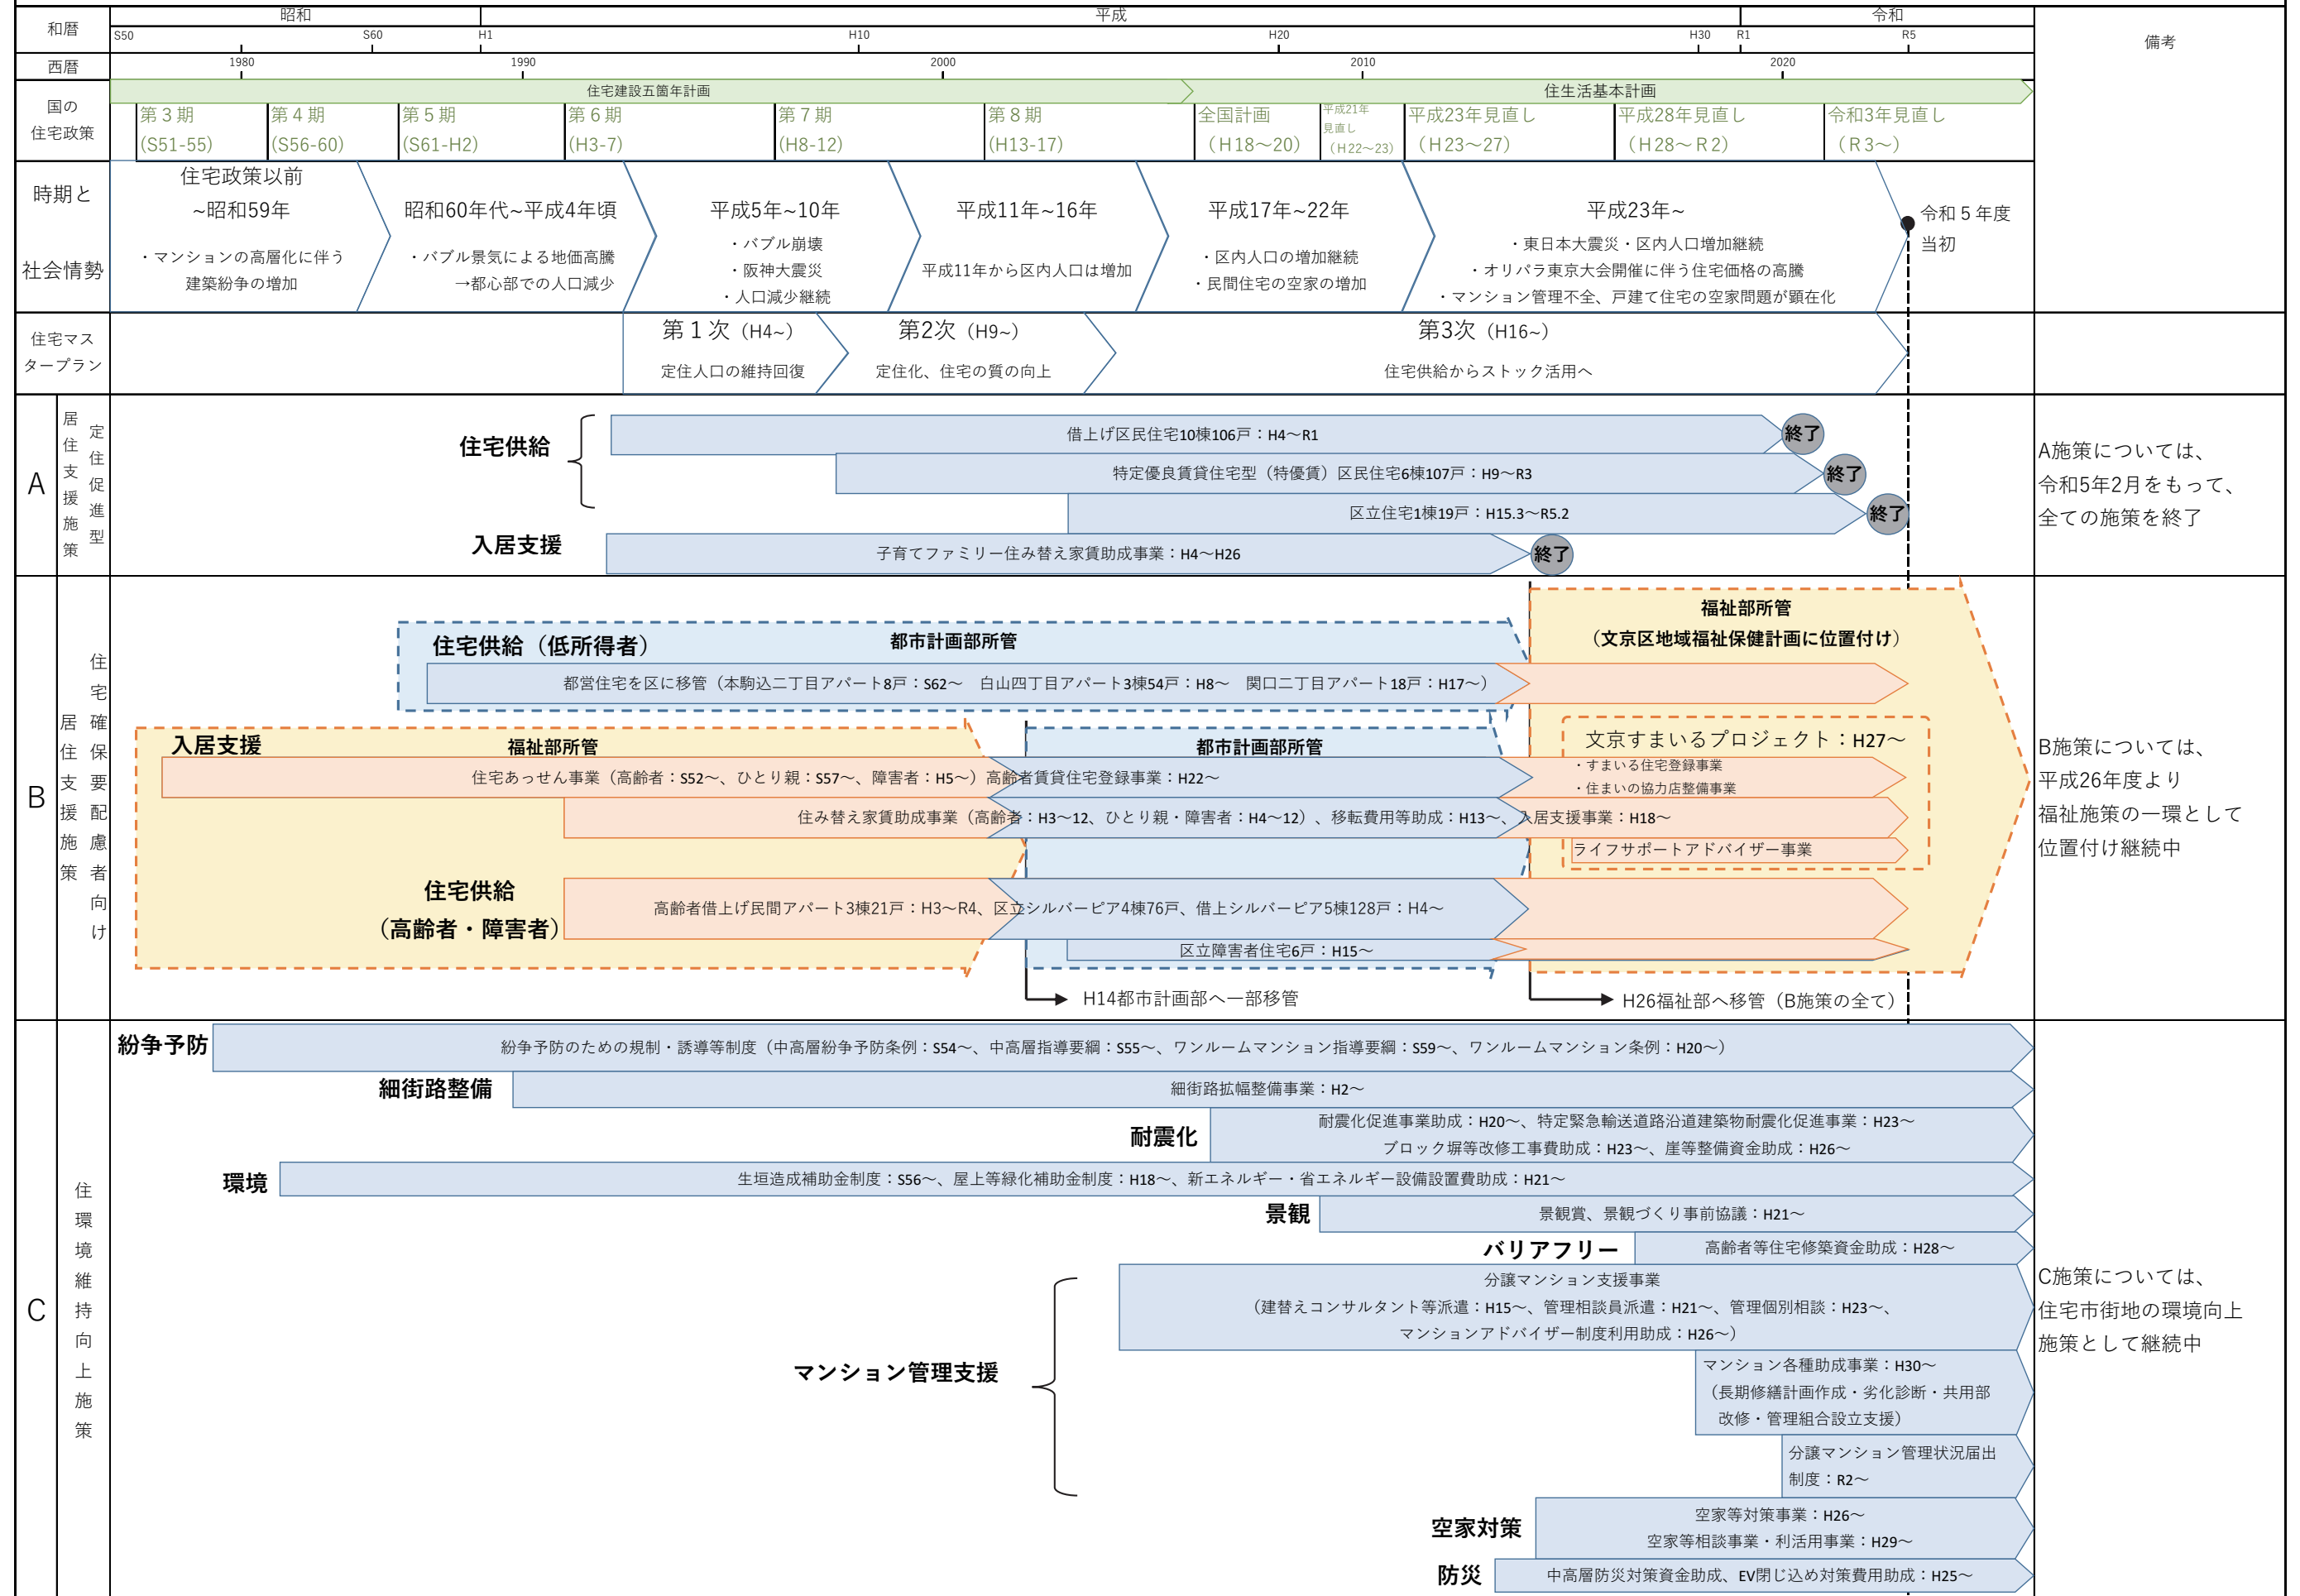 和暦
昭和
平成
令和
備考
S50
S60
H1
H10
H20
H30
R1
R5
西暦
1980
1990
2000
2010
2020
国の
住宅政策
住宅建設五箇年計画
住生活基本計画
第３期
(S51-55)
第４期
(S56-60)
第５期
(S61-H2)
第６期
(H3-7)
第７期
(H8-12)
第８期
(H13-17)
全国計画
（H18～20）
平成21年
見直し
（H22～23）
平成23年見直し
（H23～27）
平成28年見直し
（H28～R2）
令和3年見直し
（R3～）
時期と
社会情勢
住宅政策以前
~昭和59年
・マンションの高層化に伴う
建築紛争の増加
昭和60年代~平成4年頃
・バブル景気による地価高騰
→都心部での人口減少
平成5年~10年
・バブル崩壊
・阪神大震災
・人口減少継続
平成11年~16年
平成11年から区内人口は増加
平成17年~22年
・区内人口の増加継続
・民間住宅の空家の増加
平成23年~
・東日本大震災・区内人口増加継続
・オリパラ東京大会開催に伴う住宅価格の高騰
・マンション管理不全、戸建て住宅の空家問題が顕在化
令和５年度
当初
住宅マス
タープラン
第１次（H4~）
定住人口の維持回復
第2次（H9~）
定住化、住宅の質の向上
第3次（H16~）
住宅供給からストック活用へ
A
定住促進型
居住支援施策
住宅供給
借上げ区民住宅10棟106戸：H4～R1
終了
特定優良賃貸住宅型（特優賃）区民住宅6棟107戸：H9～R3
終了
区立住宅1棟19戸：H15.3～R5.2
終了
入居支援
子育てファミリー住み替え家賃助成事業：H4～H26
終了
A施策については、
令和5年2月をもって、
全ての施策を終了
B
住宅確保要配慮者向け
居住支援施策
住宅供給（低所得者）
都市計画部所管
福祉部所管
（文京区地域福祉保健計画に位置付け）
都営住宅を区に移管（本駒込二丁目アパート8戸：S62～　白山四丁目アパート3棟54戸：H8～　関口二丁目アパート18戸：H17～）
入居支援
福祉部所管
都市計画部所管
文京すまいるプロジェクト：H27～
住宅あっせん事業（高齢者：S52～、ひとり親：S57～、障害者：H5～）高齢者賃貸住宅登録事業：H22～
・すまいる住宅登録事業
・住まいの協力店整備事業
住み替え家賃助成事業（高齢者：H3～12、ひとり親・障害者：H4～12）、移転費用等助成：H13～、入居支援事業：H18～
ライフサポートアドバイザー事業
住宅供給
（高齢者・障害者）
高齢者借上げ民間アパート3棟21戸：H3～R4、区立シルバーピア4棟76戸、借上シルバーピア5棟128戸：H4～
区立障害者住宅6戸：H15～
H14都市計画部へ一部移管
H26福祉部へ移管（B施策の全て）
B施策については、
平成26年度より
福祉施策の一環として
位置付け継続中
C
住環境維持向上施策
紛争予防
紛争予防のための規制・誘導等制度（中高層紛争予防条例：S54～、中高層指導要綱：S55～、ワンルームマンション指導要綱：S59～、ワンルームマンション条例：H20～）
細街路整備
細街路拡幅整備事業：H2～
耐震化
耐震化促進事業助成：H20～、特定緊急輸送道路沿道建築物耐震化促進事業：H23～
ブロック塀等改修工事費助成：H23～、崖等整備資金助成：H26～
環境
生垣造成補助金制度：S56～、屋上等緑化補助金制度：H18～、新エネルギー・省エネルギー設備設置費助成：H21～
景観
景観賞、景観づくり事前協議：H21～
バリアフリー
高齢者等住宅修築資金助成：H28～
マンション管理支援
分譲マンション支援事業
（建替えコンサルタント等派遣：H15～、管理相談員派遣：H21～、管理個別相談：H23～、
マンションアドバイザー制度利用助成：H26～）
マンション各種助成事業：H30～
（長期修繕計画作成・劣化診断・共用部
改修・管理組合設立支援）
分譲マンション管理状況届出
制度：R2～
空家対策
空家等対策事業：H26～
空家等相談事業・利活用事業：H29～
防災
中高層防災対策資金助成、EV閉じ込め対策費用助成：H25～
C施策については、
住宅市街地の環境向上
施策として継続中